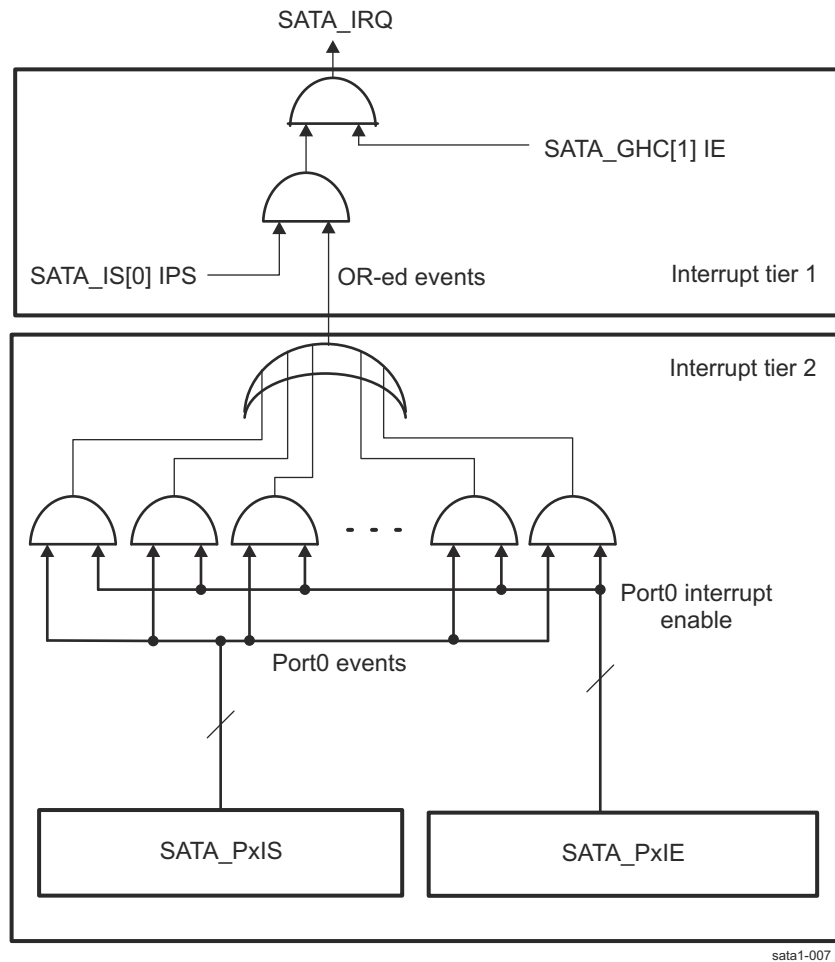 SATA_IRQ
SATA_GHC[1] IE
SATA_IS[0] IPS
OR-ed events
Interrupt tier 1
Interrupt tier 2
Port0 interrupt
enable
Port0 events
SATA_PxIS
SATA_PxIE
sata1-007